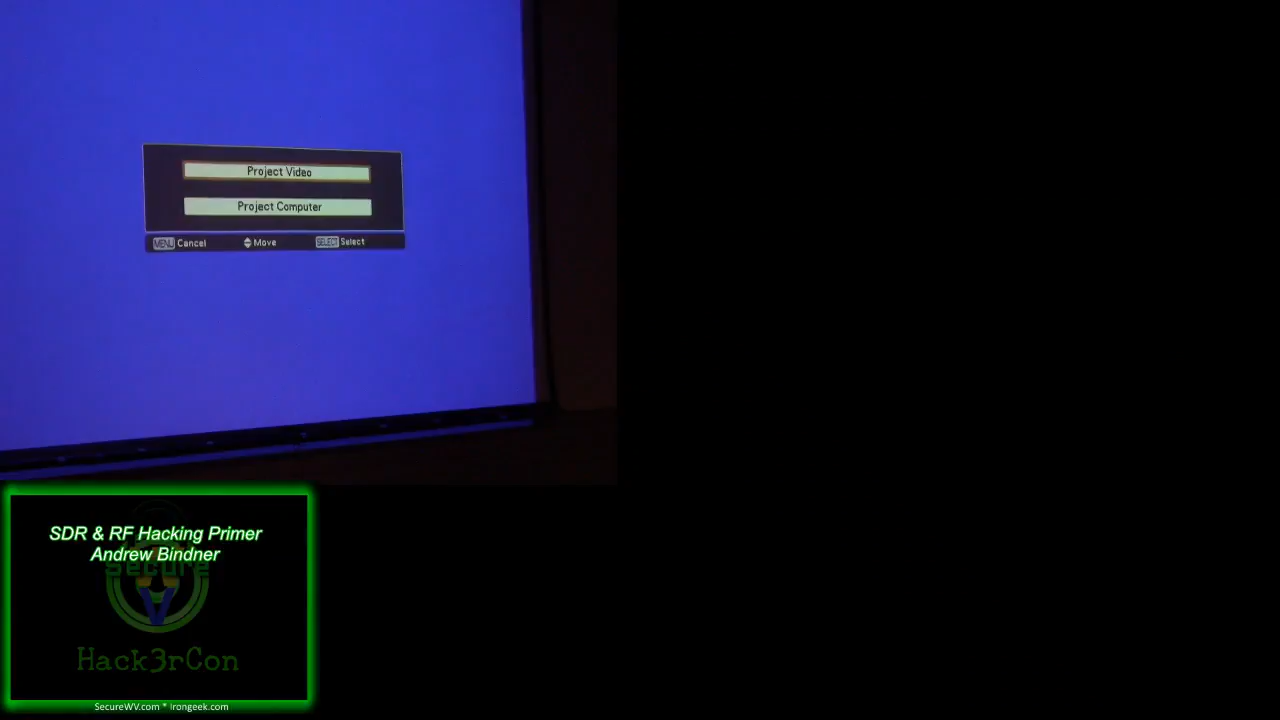 Project Video
Project Computer
MENU Cancel
Move
SELECT Select
SDR & RF Hacking Primer
Andrew Bindner
Secure
V
Hack3rCon
SecureWV.com * Irongeek.com